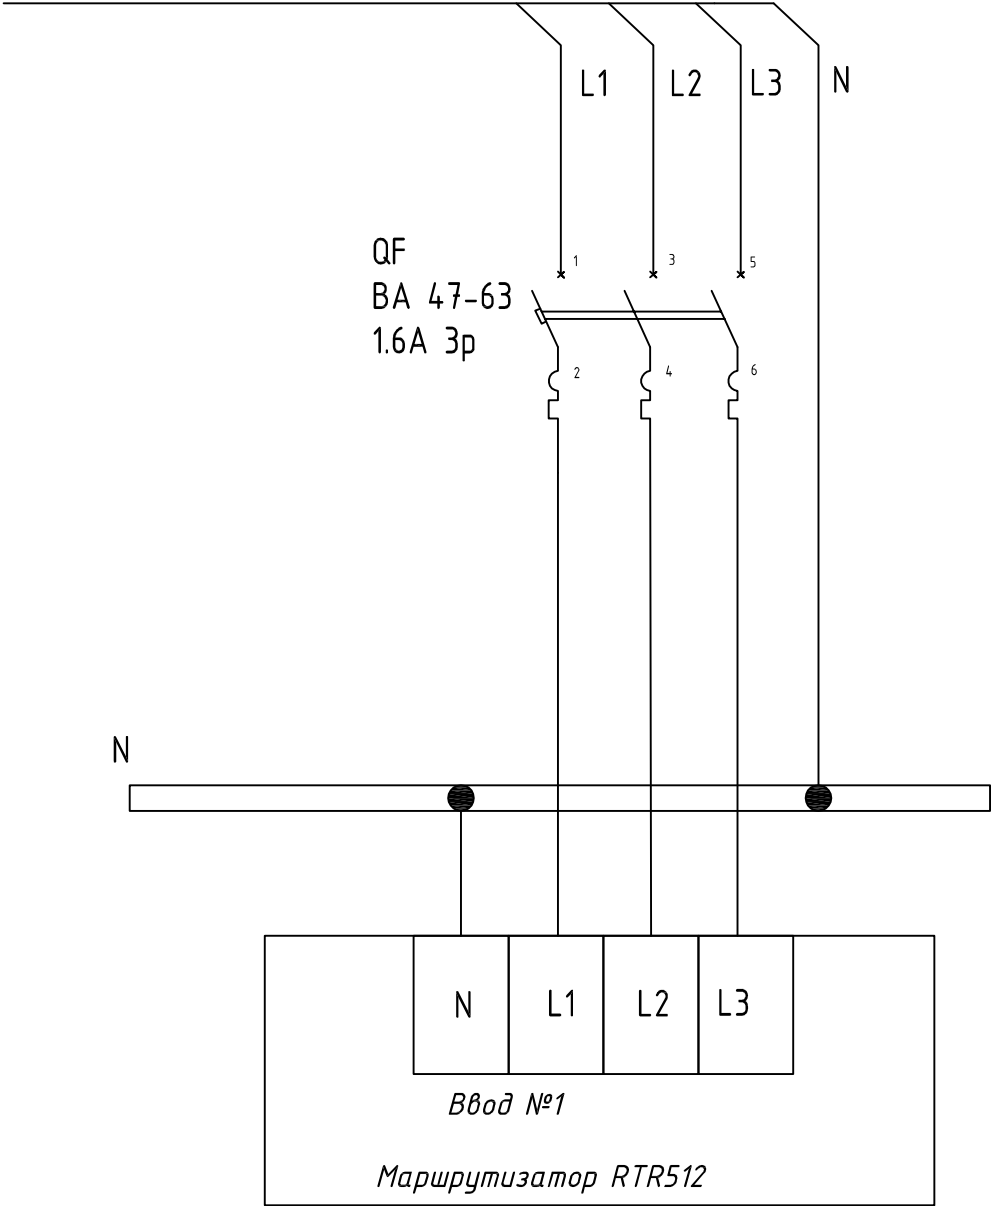 L1
L2
L3
N
QF
ВА 47-63
1.6А 3р
1
3
5
2
4
6
N
N
L1
L2
L3
Ввод №1
Маршрутизатор RTR512